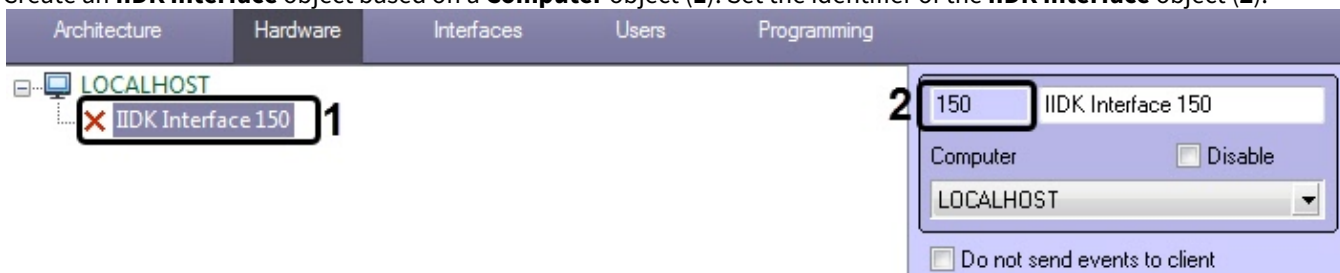 Create an IIDK Interface object based on a Computer object (1). Set the identifier of the IIDK Interface object (2).
Architecture Hardware Interfaces Users Programming
LOCALHOST
IIDK Interface 150 1
2 150 IIDK Interface 150
Computer Disable
LOCALHOST
Do not send events to client